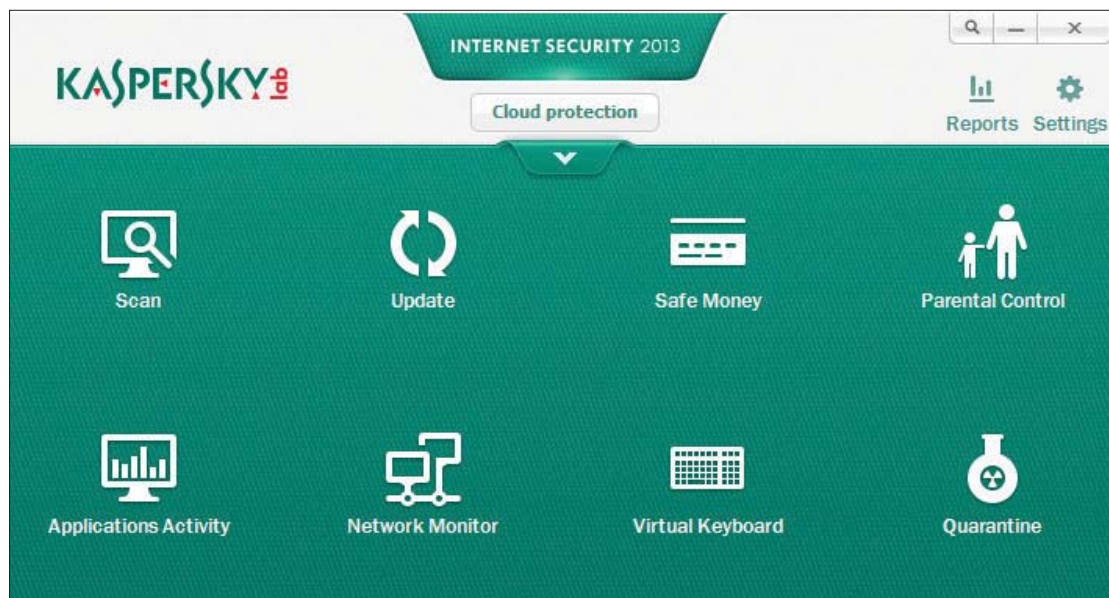 INTERNET SECURITY 2013
KASPERSKY lab
Cloud protection
Reports Settings
Scan Update Safe Money Parental Control
Applications Activity Network Monitor Virtual Keyboard Quarantine